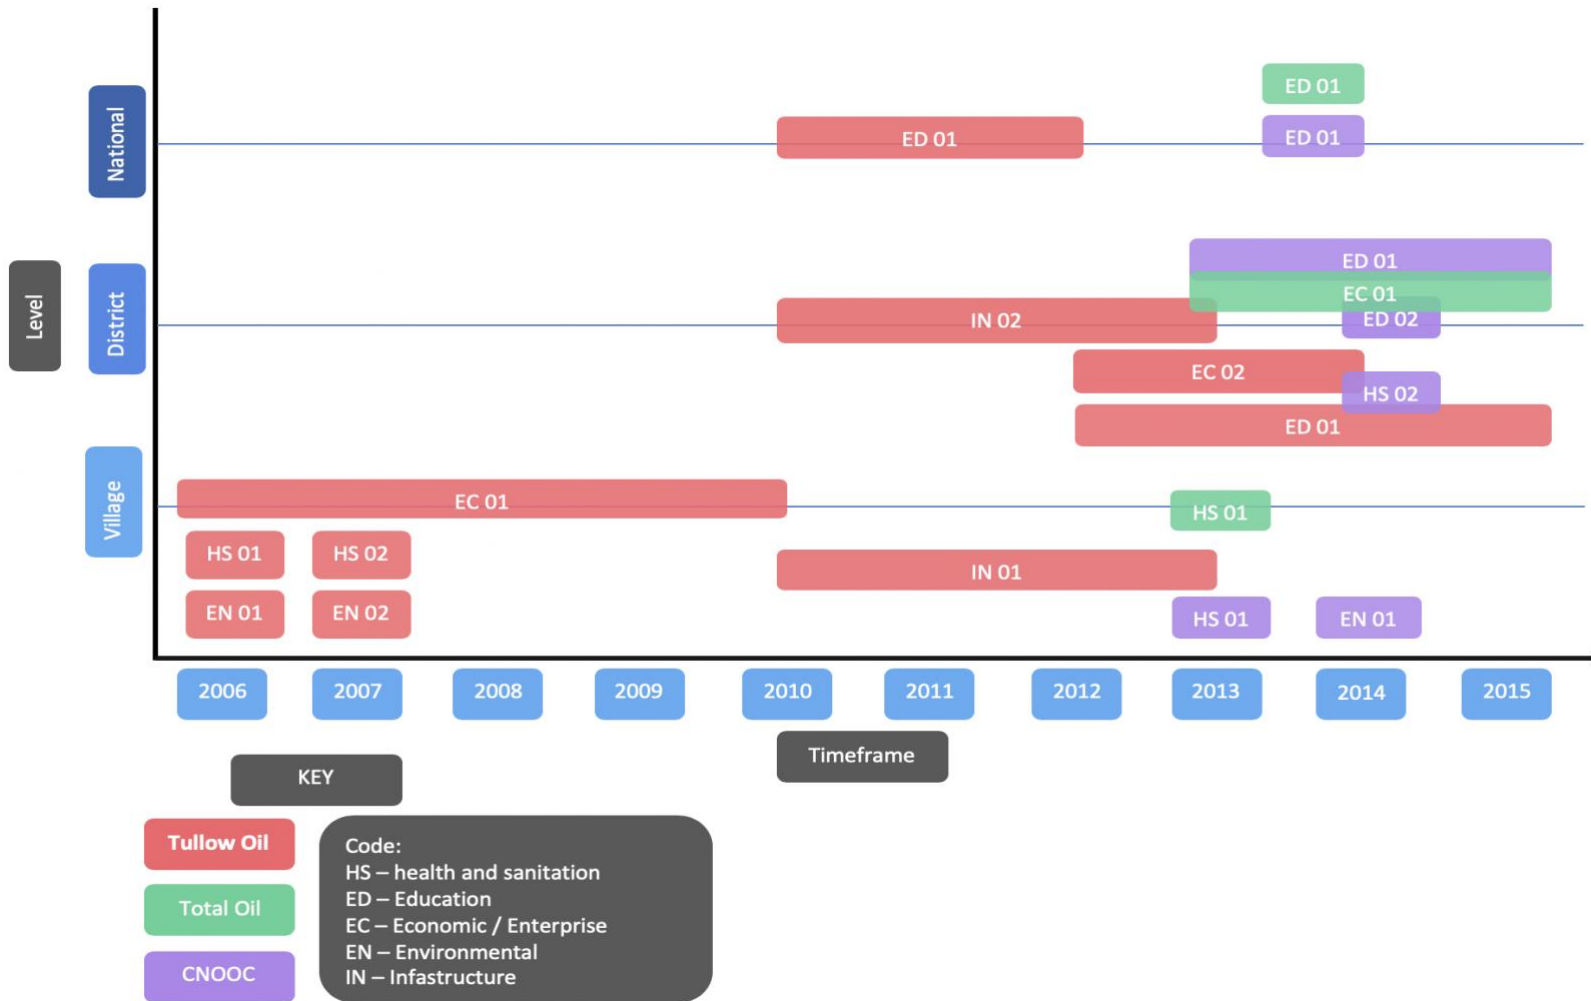 ED 01
National
ED 01
ED 01
ED 01
Level
District
EC 01
IN 02
ED 02
EC 02
HS 02
ED 01
Village
EC 01
HS 01
HS 01
HS 02
IN 01
EN 01
EN 02
HS 01
EN 01
2006
2007
2008
2009
2010
2011
2012
2013
2014
2015
Timeframe
KEY
Tullow Oil
Total Oil
CNOOC
Code:
HS – health and sanitation
ED – Education
EC – Economic / Enterprise
EN – Environmental
IN – Infastructure